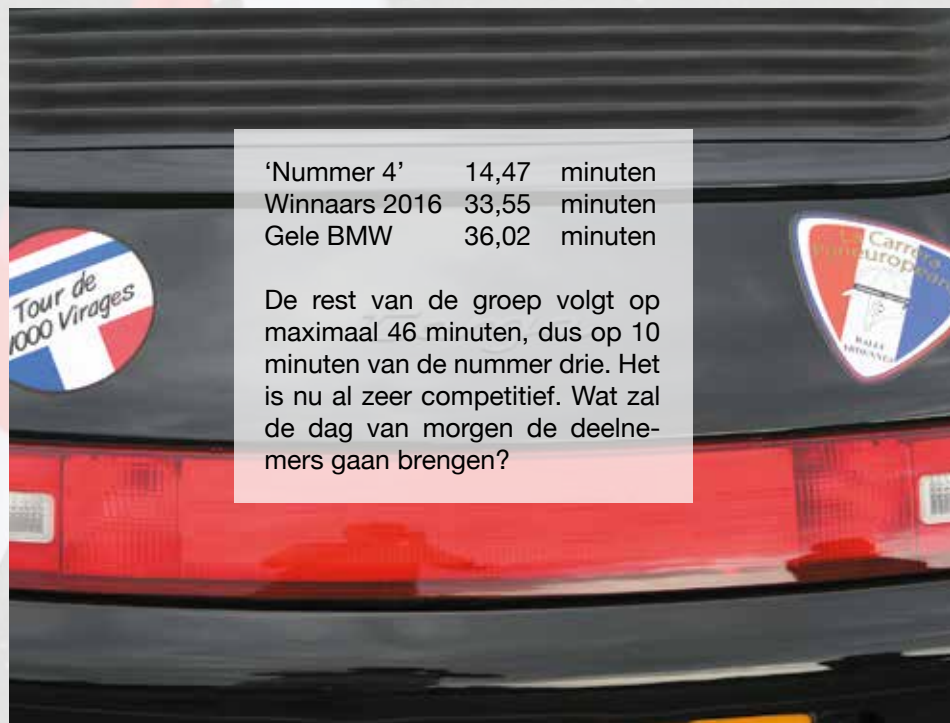 ‘Nummer 4’ 14,47 minuten
Winnaars 2016 33,55 minuten
Gele BMW 36,02 minuten
De rest van de groep volgt op
maximaal 46 minuten, dus op 10
minuten van de nummer drie. Het
is nu al zeer competitief. Wat zal
de dag van morgen de deelne-
mers gaan brengen?
Tour de
1000 Virages
La Carrera
Paneuropeana